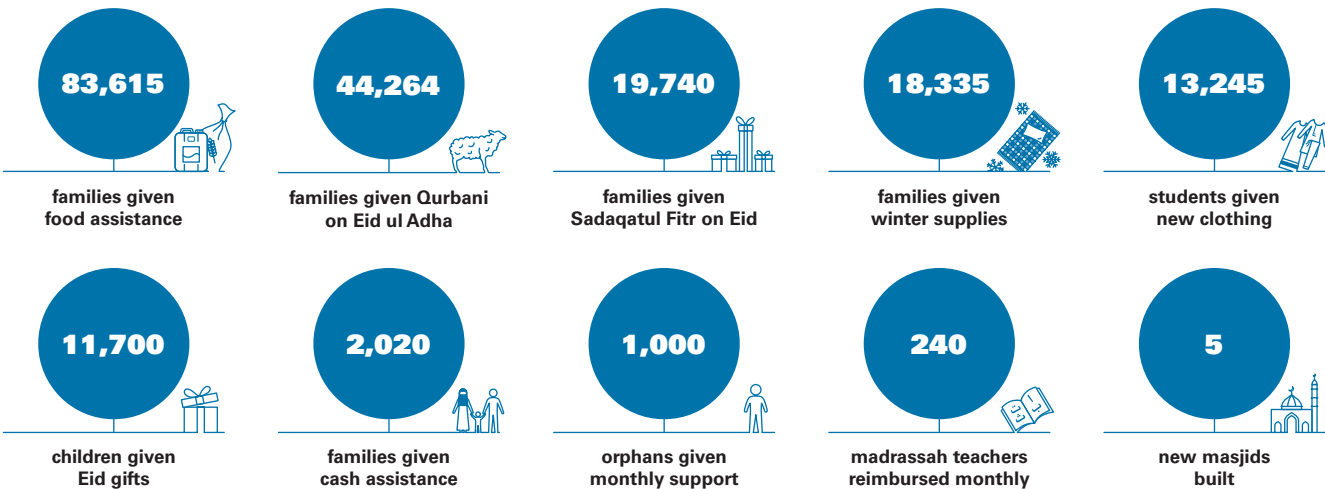 83,615
families given
food assistance
44,264
families given Qurbani
on Eid ul Adha
19,740
families given
Sadaqatul Fitr on Eid
18,335
families given
winter supplies
13,245
students given
new clothing
11,700
children given
Eid gifts
2,020
families given
cash assistance
1,000
orphans given
monthly support
240
madrassah teachers
reimbursed monthly
5
new masjids
built